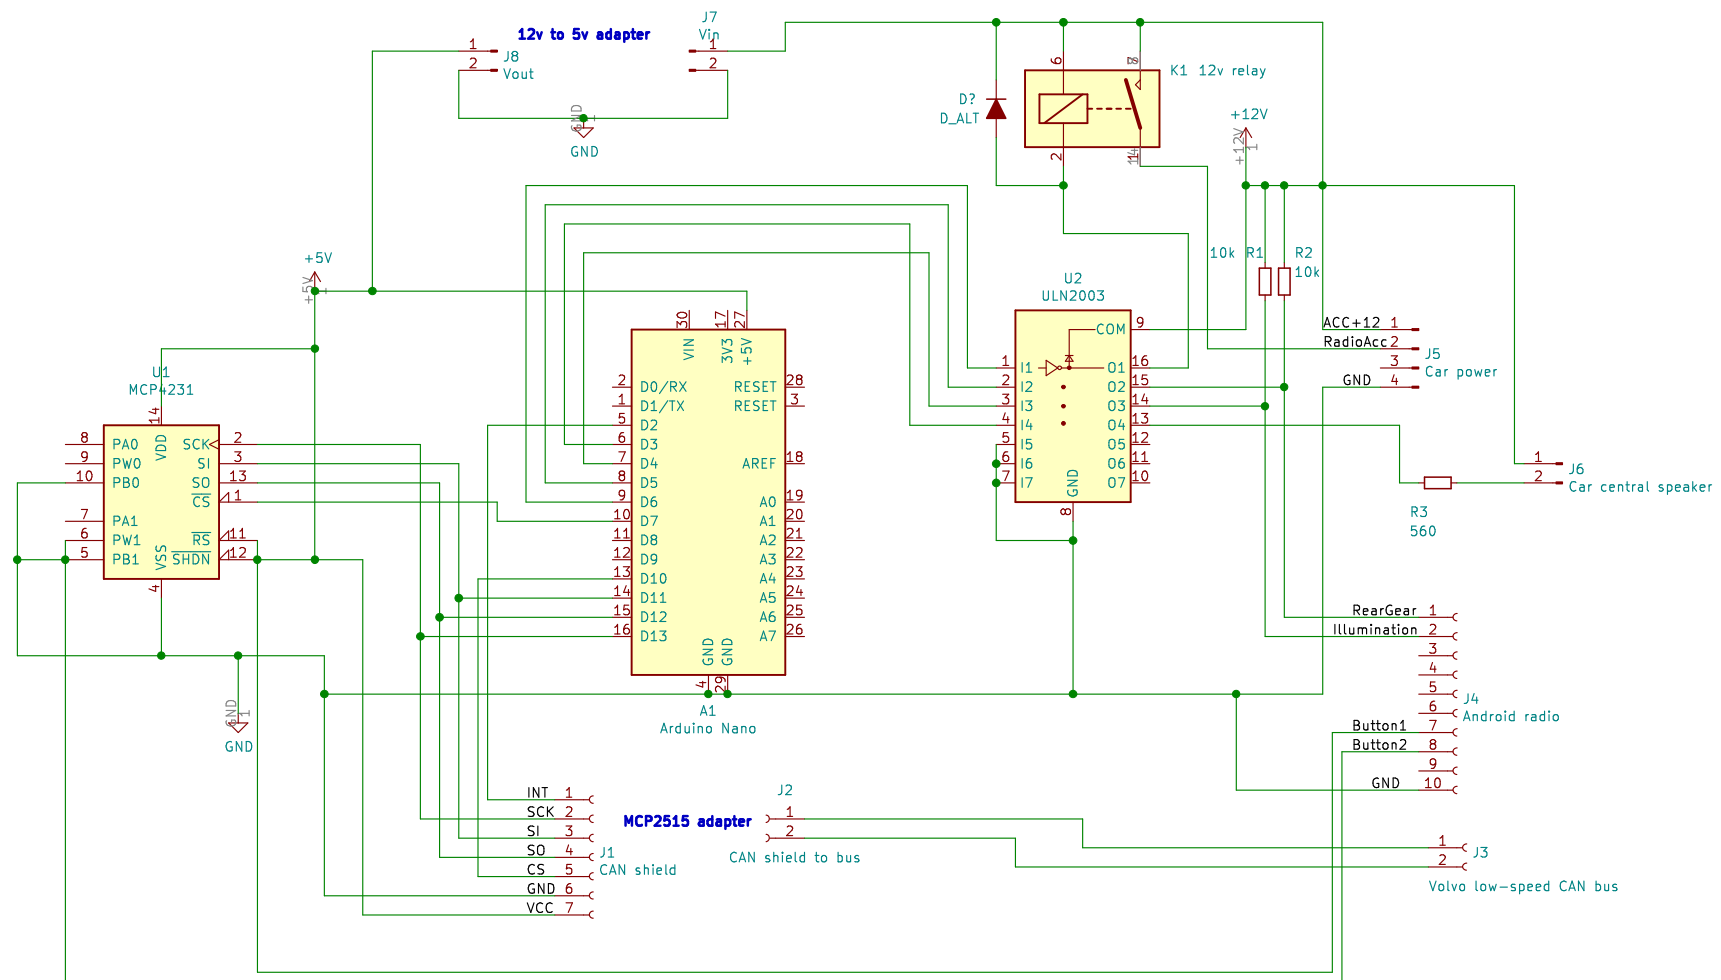 12v to 5v adapter
J7
Vin
1
2
1
2
J8
Vout
GND
1
GND
6
2
1
14
K1 12v relay
D?
D_ALT
+12V
+12V
1
10k
R1
R2
10k
+5V
+5V
1
U2
ULN2003
COM 9
1 I1
2 I2
3 I3
4 I4
5 I5
6 I6
7 I7
O1 16
O2 15
O3 14
O4 13
O5 12
O6 11
O7 10
GND
8
ACC+12 1
RadioAcc 2
3
GND 4
J5
Car power
1
2
J6
Car central speaker
R3
560
U1
MCP4231
14
VDD
8 PA0
9 PW0
10 PB0
7 PA1
6 PW1
5 PB1
SCK 2
SI 3
SO 13
CS 1
RS 11
SHDN 12
VSS
4
GND
1
GND
30
VIN
17
3V3
27
+5V
2 D0/RX
1 D1/TX
5 D2
6 D3
7 D4
8 D5
9 D6
10 D7
11 D8
12 D9
13 D10
14 D11
15 D12
16 D13
RESET 28
RESET 3
AREF 18
A0 19
A1 20
A2 21
A3 22
A4 23
A5 24
A6 25
A7 26
GND
4
GND
29
A1
Arduino Nano
RearGear 1
Illumination 2
3
4
5
6
Button1 7
Button2 8
9
GND 10
J4
Android radio
INT 1
SCK 2
SI 3
SO 4
CS 5
GND 6
VCC 7
J1
CAN shield
MCP2515 adapter
J2
1
2
CAN shield to bus
1
2
J3
Volvo low-speed CAN bus